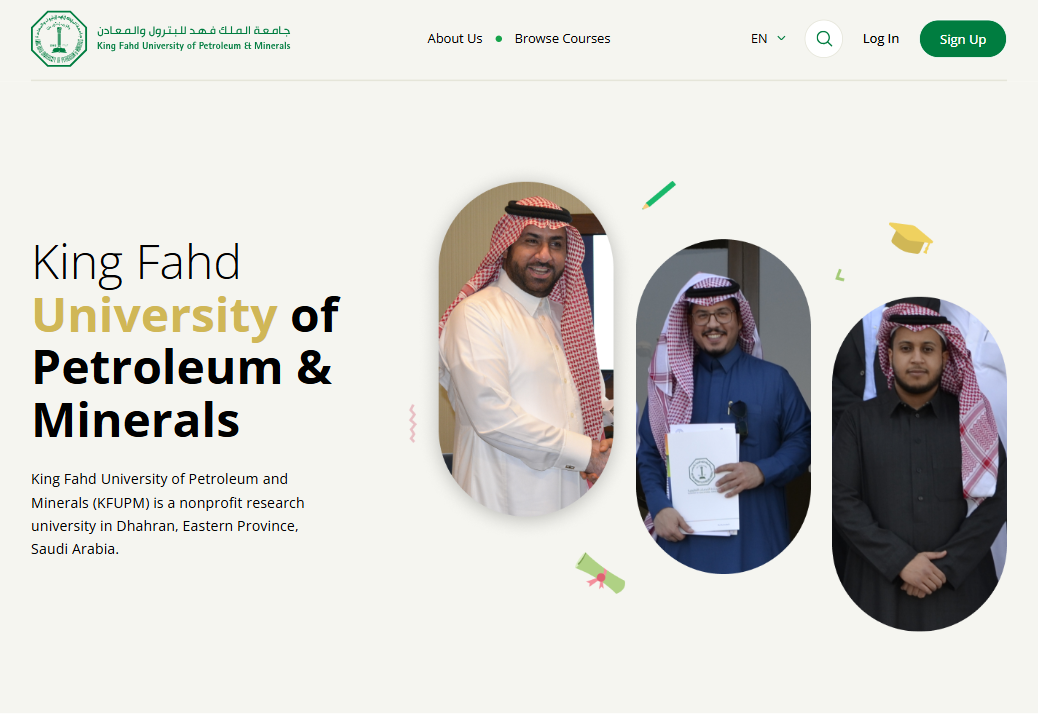 جامعة الملك فهد للبترول والمعادن
King Fahd University of Petroleum & Minerals
About Us
Browse Courses
EN
Log In
Sign Up
King Fahd
University of
Petroleum &
Minerals
King Fahd University of Petroleum and
Minerals (KFUPM) is a nonprofit research
university in Dhahran, Eastern Province,
Saudi Arabia.